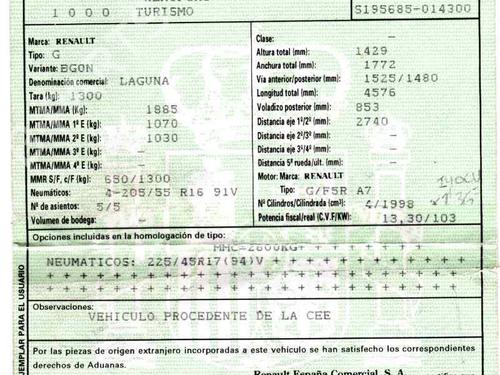 1000 TURISMO S195685-014300
Marca: RENAULT Clase: -
Tipo: G Altura total (mm): 1429
Variante: BGON Anchura total (mm): 1772
Denominación comercial: LAGUNA Via anterior/posterior (mm): 1525/1480
Tara (kg): 1300 Longitud total (mm): 4576
MTMA/MMA (Kg): 1885 Voladizo posterior (mm): 853
MTMA/MMA 1º E (kg): 1070 Distancia eje 1º/2º (mm): 2740
MTMA/MMA 2º E (kg): 1030 Distancia eje 2º/3º (mm): -
MTMA/MMA 3º E (kg): - Distancia eje 3º/4º (mm): -
MTMA/MMA 4º E (kg): - Distancia 5ª rueda/ult. (mm): -
MMR S/F, c/F (kg): 650/1300 Motor: Marca: RENAULT
Neumáticos: 4-205/55 R16 91V Tipo: G/F5R A7
Nº de asientos: 5/5 Nº Cilindros/Cilindrada (cm³): 4/1998
Volumen de bodega: - Potencia fiscal/real (C.V.F/KW): 13,30/103
Opciones incluidas en la homologación de tipo:
MMC=2800KG+ + + + + + + +
NEUMATICOS: 225/45R17(94)V + + + + + + + + +
+ + + + + + + + + + + + + + + + + + + + + + +
+ + + + + + + + + + + + + + + + + + + + + + +
Observaciones:
VEHICULO PROCEDENTE DE LA CEE
EJEMPLAR PARA EL USUARIO
Por las piezas de origen extranjero incorporadas a este vehículo se han satisfecho los correspondientes
derechos de Aduanas.
Renault España Comercial, S. A.